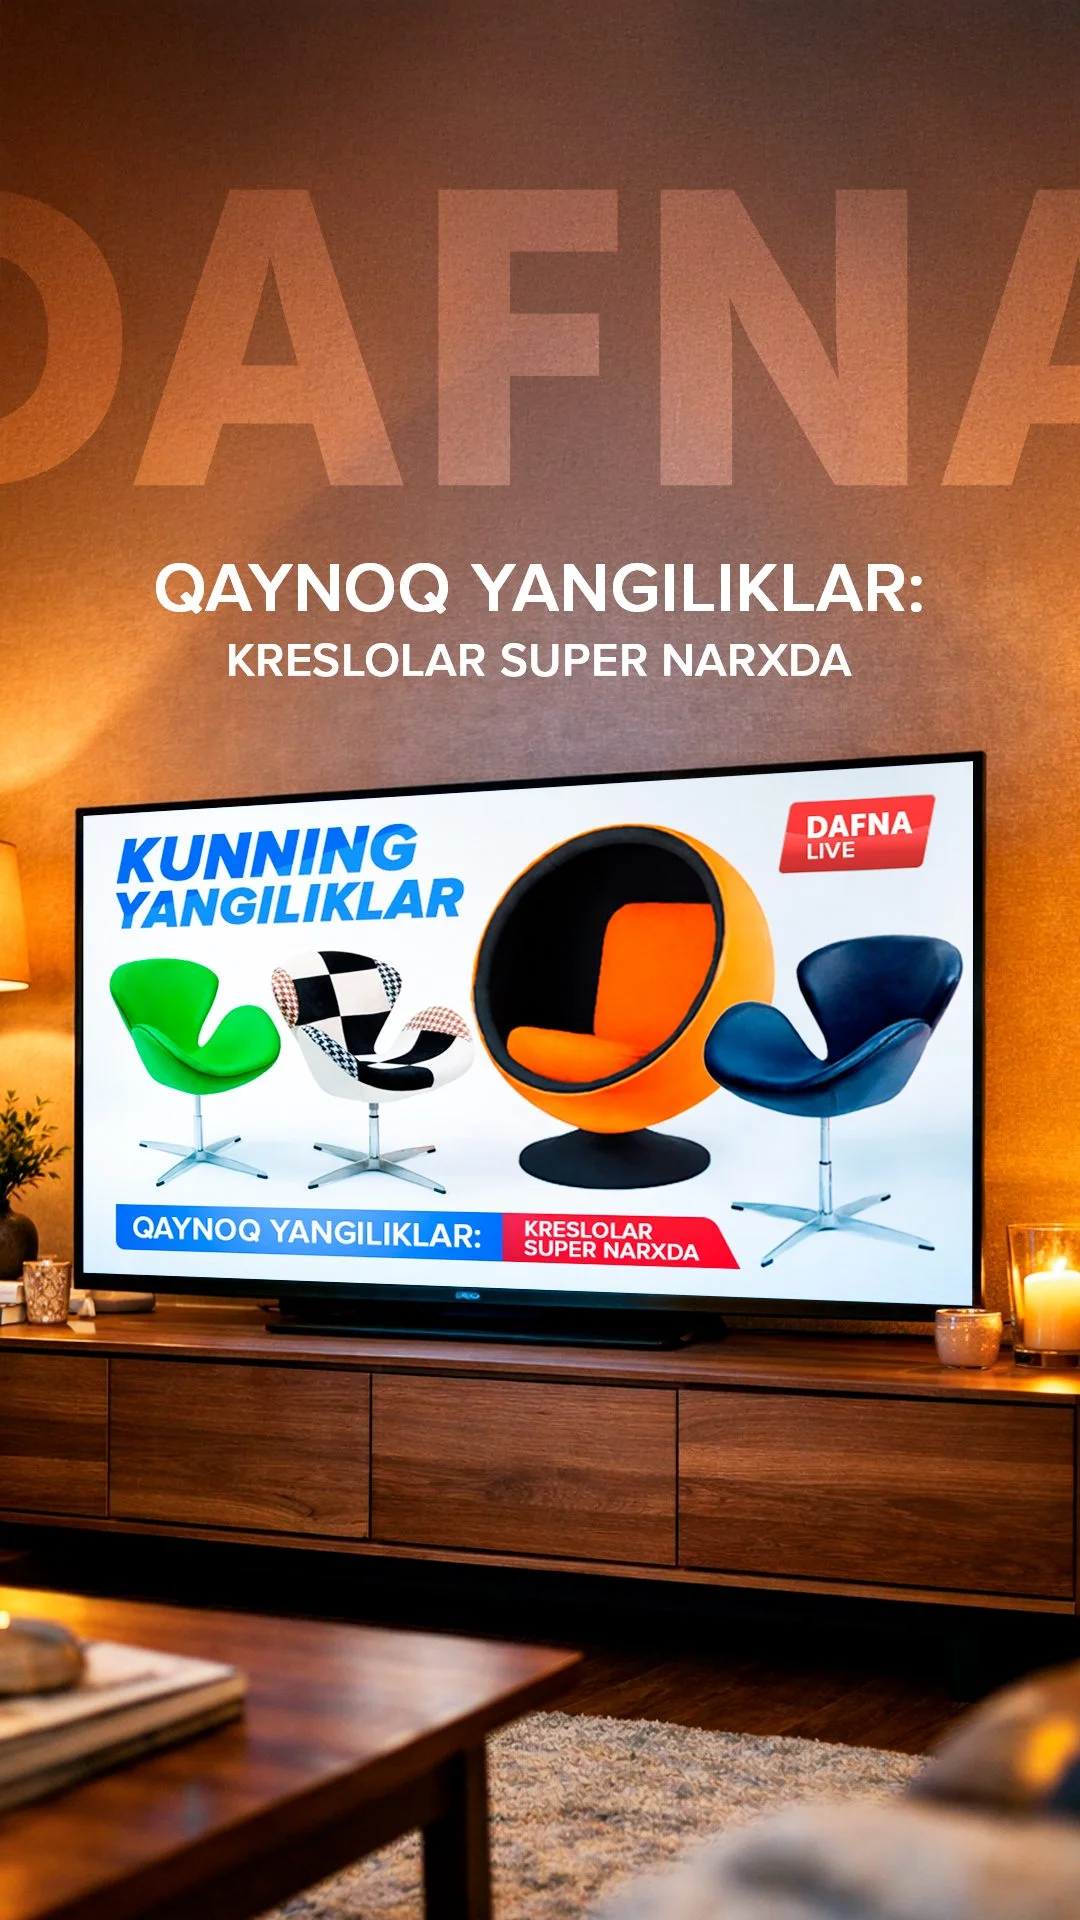 DAFNA
QAYNOQ YANGILIKLAR:
KRESLOLAR SUPER NARXDA
KUNNING
YANGILIKLAR
DAFNA
LIVE
QAYNOQ YANGILIKLAR:
KRESLOLAR
SUPER NARXDA